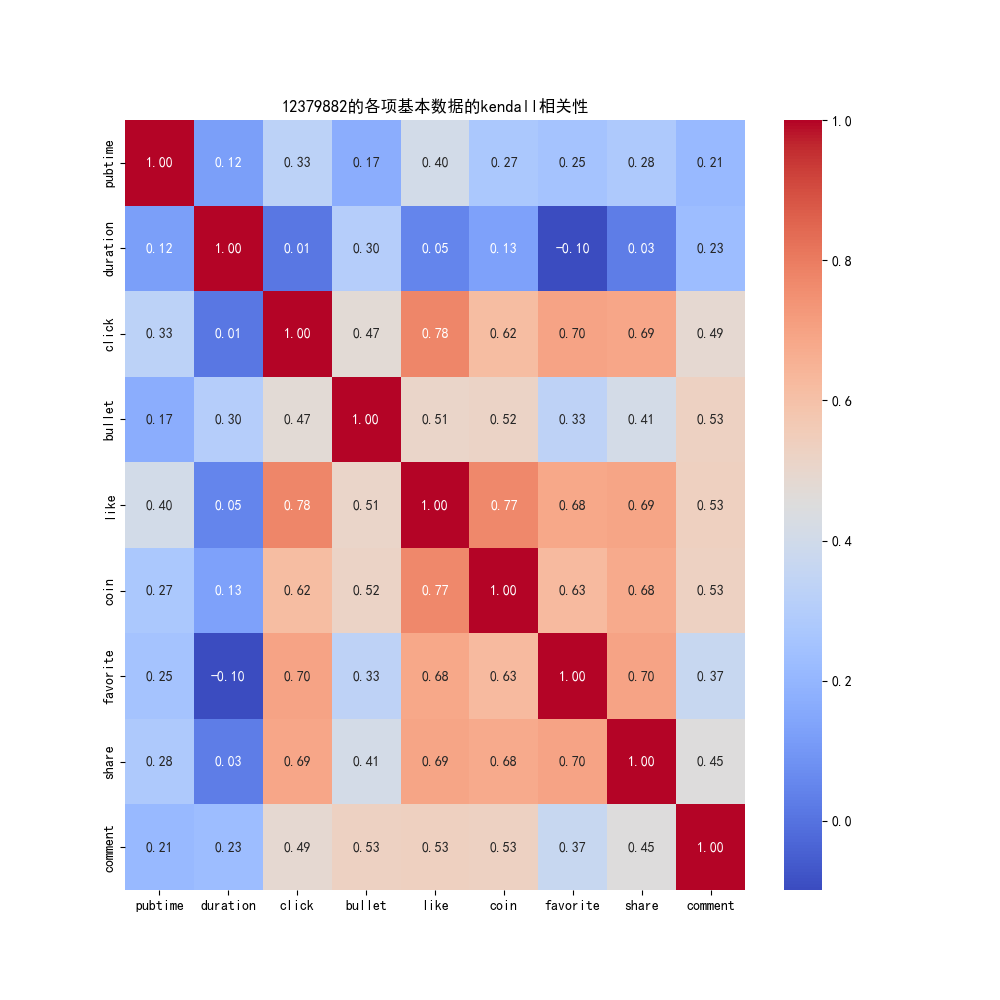 12379882的各项基本数据的kendall相关性
pubtime 1.00 0.12 0.33 0.17 0.40 0.27 0.25 0.28 0.21
duration 0.12 1.00 0.01 0.30 0.05 0.13 -0.10 0.03 0.23
click 0.33 0.01 1.00 0.47 0.78 0.62 0.70 0.69 0.49
bullet 0.17 0.30 0.47 1.00 0.51 0.52 0.33 0.41 0.53
like 0.40 0.05 0.78 0.51 1.00 0.77 0.68 0.69 0.53
coin 0.27 0.13 0.62 0.52 0.77 1.00 0.63 0.68 0.53
favorite 0.25 -0.10 0.70 0.33 0.68 0.63 1.00 0.70 0.37
share 0.28 0.03 0.69 0.41 0.69 0.68 0.70 1.00 0.45
comment 0.21 0.23 0.49 0.53 0.53 0.53 0.37 0.45 1.00
pubtime duration click bullet like coin favorite share comment
1.0
0.8
0.6
0.4
0.2
0.0